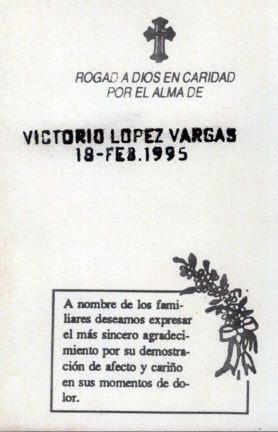 ROGAD A DIOS EN CARIDAD
POR EL ALMA DE
VICTORIO LOPEZ VARGAS
18-FEB.1995
A nombre de los fami-
liares deseamos expresar
el más sincero agradeci-
miento por su demostra-
ción de afecto y cariño
en sus momentos de do-
lor.